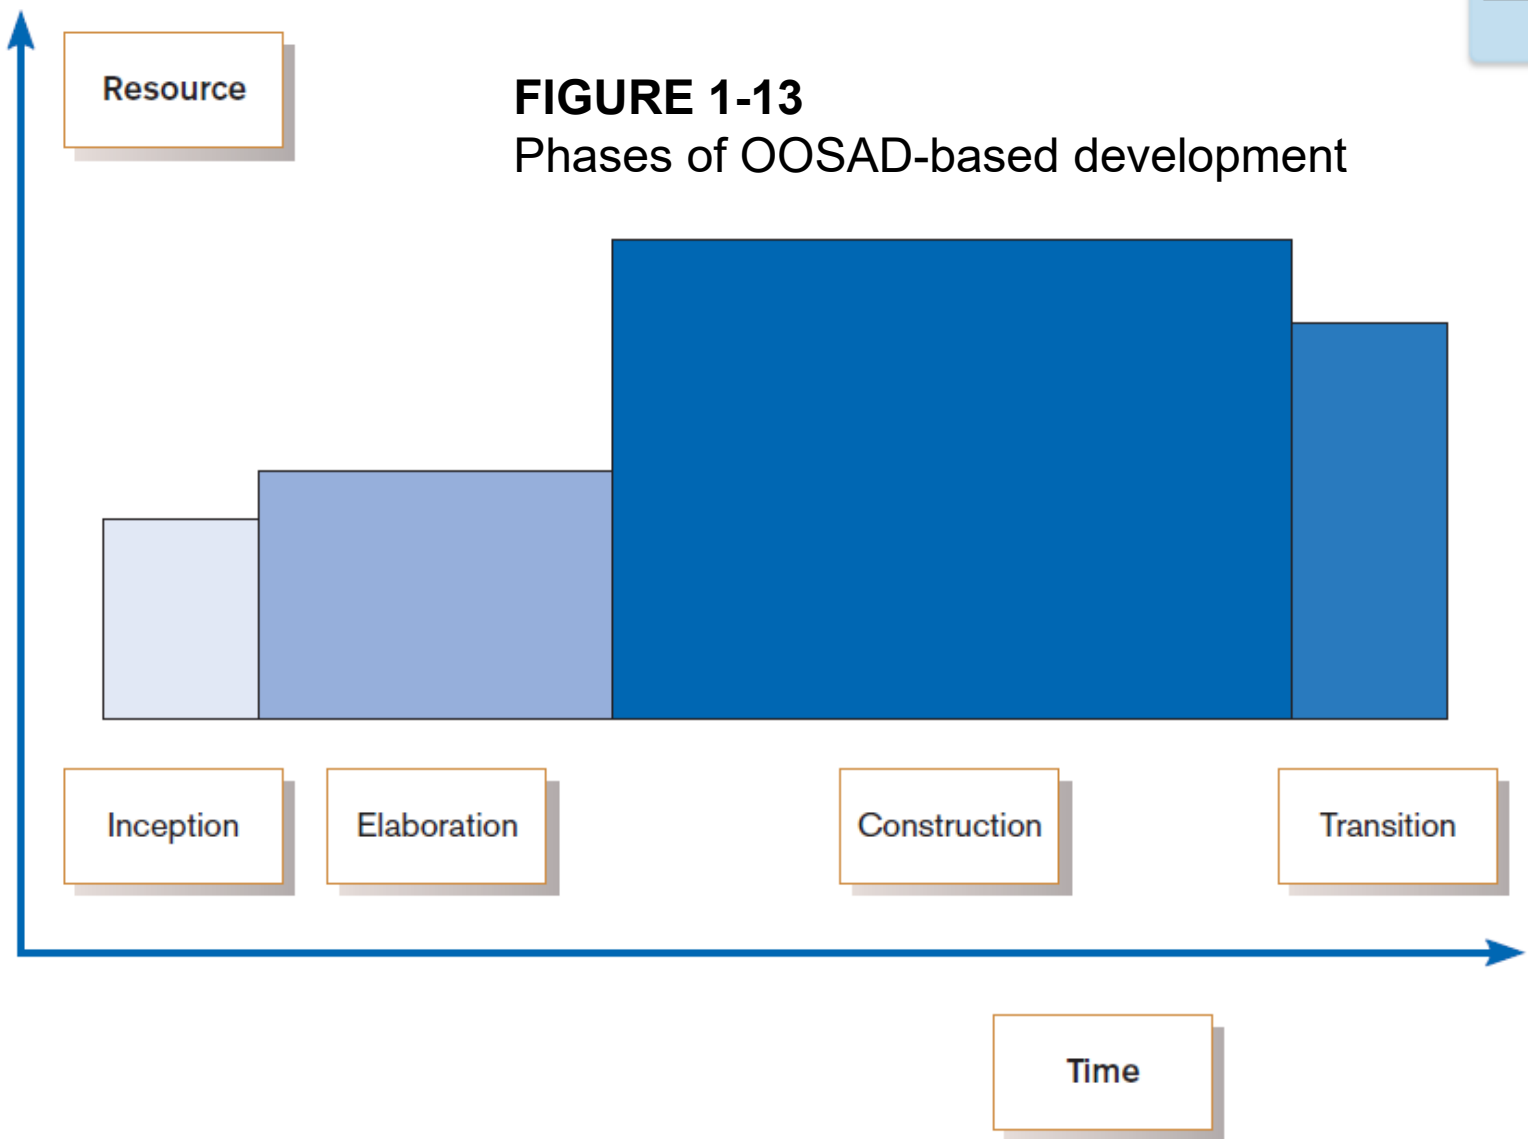 Resource
FIGURE 1-13
Phases of OOSAD-based development
Inception
Elaboration
Construction
Transition
Time